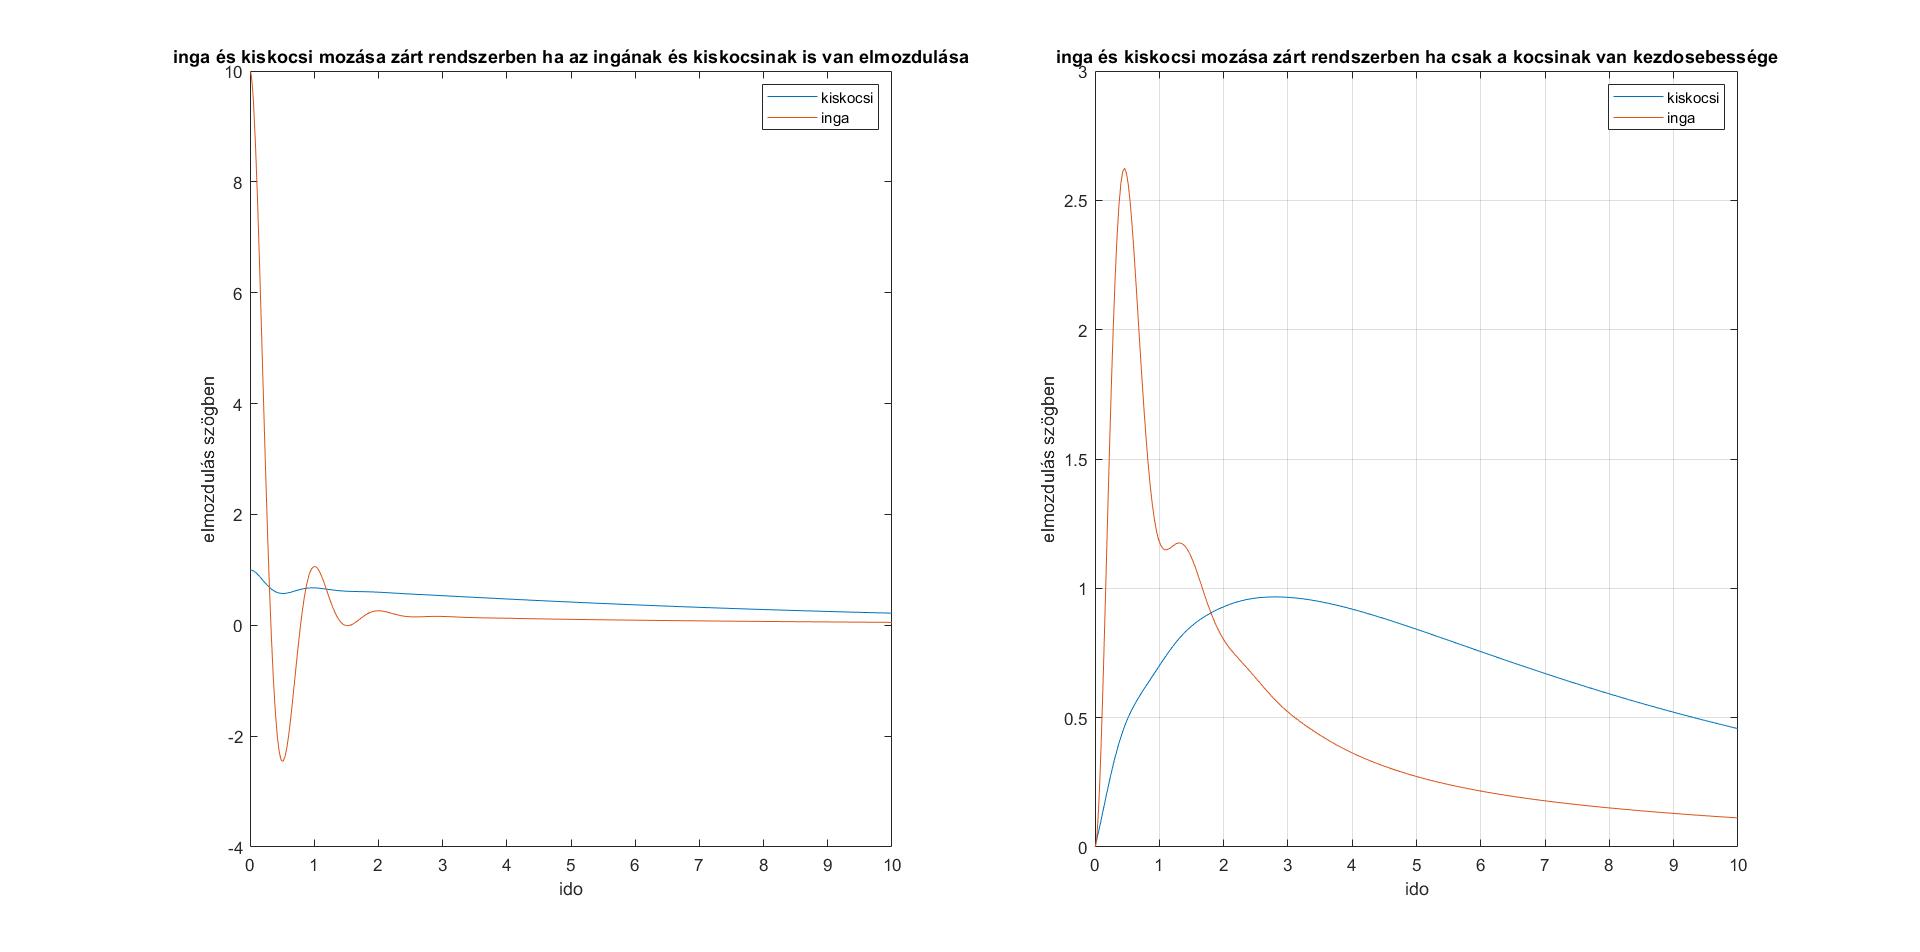 inga és kiskocsi mozása zárt rendszerben ha az ingának és kiskocsinak is van elmozdulása
kiskocsi
inga
10
8
6
4
2
0
-2
-4
elmozdulás szögben
0 1 2 3 4 5 6 7 8 9 10
ido
inga és kiskocsi mozása zárt rendszerben ha csak a kocsinak van kezdosebessége
kiskocsi
inga
3
2.5
2
1.5
1
0.5
0
elmozdulás szögben
0 1 2 3 4 5 6 7 8 9 10
ido